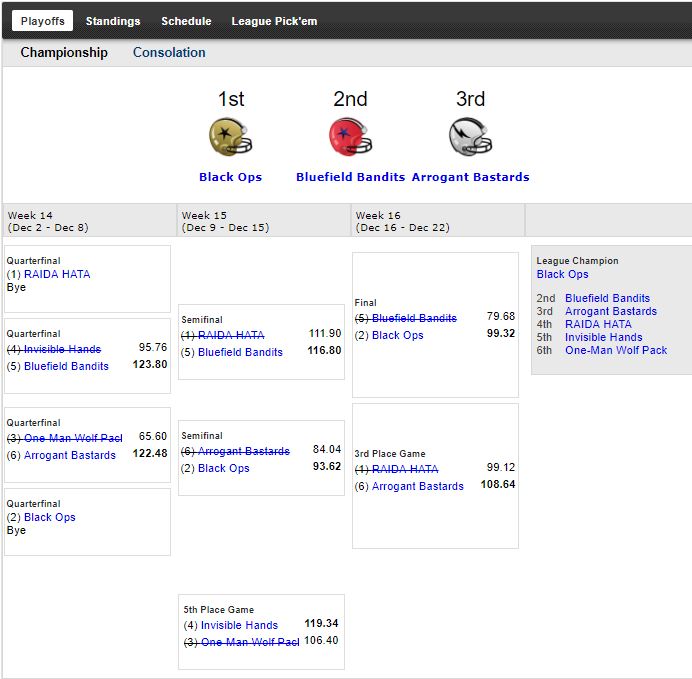 Playoffs Standings Schedule League Pick'em
Championship Consolation
1st 2nd 3rd
Black Ops Bluefield Bandits Arrogant Bastards
Week 14 Week 15 Week 16
(Dec 2 - Dec 8) (Dec 9 - Dec 15) (Dec 16 - Dec 22)
Quarterfinal
(1) RAIDA HATA
Bye
Quarterfinal
(4) Invisible Hands 95.76
(5) Bluefield Bandits 123.80
Quarterfinal
(3) One-Man Wolf Pacl 65.60
(6) Arrogant Bastards 122.48
Quarterfinal
(2) Black Ops
Bye
Semifinal
(1) RAIDA HATA 111.90
(5) Bluefield Bandits 116.80
Semifinal
(6) Arrogant Bastards 84.04
(2) Black Ops 93.62
5th Place Game
(4) Invisible Hands 119.34
(3) One-Man Wolf Pacl 106.40
Final
(5) Bluefield Bandits 79.68
(2) Black Ops 99.32
3rd Place Game
(1) RAIDA HATA 99.12
(6) Arrogant Bastards 108.64
League Champion
Black Ops
2nd Bluefield Bandits
3rd Arrogant Bastards
4th RAIDA HATA
5th Invisible Hands
6th One-Man Wolf Pack